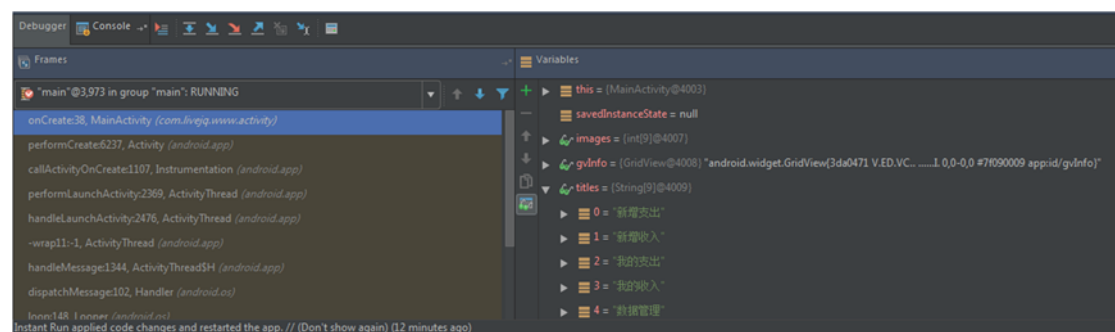 Debugger
Console
Frames
Variables
"main"@3,973 in group "main": RUNNING
onCreate:38, MainActivity (com.livejq.www.activity)
performCreate:6237, Activity (android.app)
callActivityOnCreate:1107, Instrumentation (android.app)
performLaunchActivity:2369, ActivityThread (android.app)
handleLaunchActivity:2476, ActivityThread (android.app)
-wrap11:-1, ActivityThread (android.app)
handleMessage:1344, ActivityThread$H (android.app)
dispatchMessage:102, Handler (android.os)
loop:148, Looper (android.os)
this = {MainActivity@4003}
savedInstanceState = null
images = {int[9]@4007}
gvInfo = {GridView@4008} "android.widget.GridView{3da0471 V.ED.VC.. ......I. 0,0-0,0 #7f090009 app:id/gvInfo}"
titles = {String[9]@4009}
0 = "新增支出"
1 = "新增收入"
2 = "我的支出"
3 = "我的收入"
4 = "数据管理"
Instant Run applied code changes and restarted the app. // (Don't show again) (12 minutes ago)